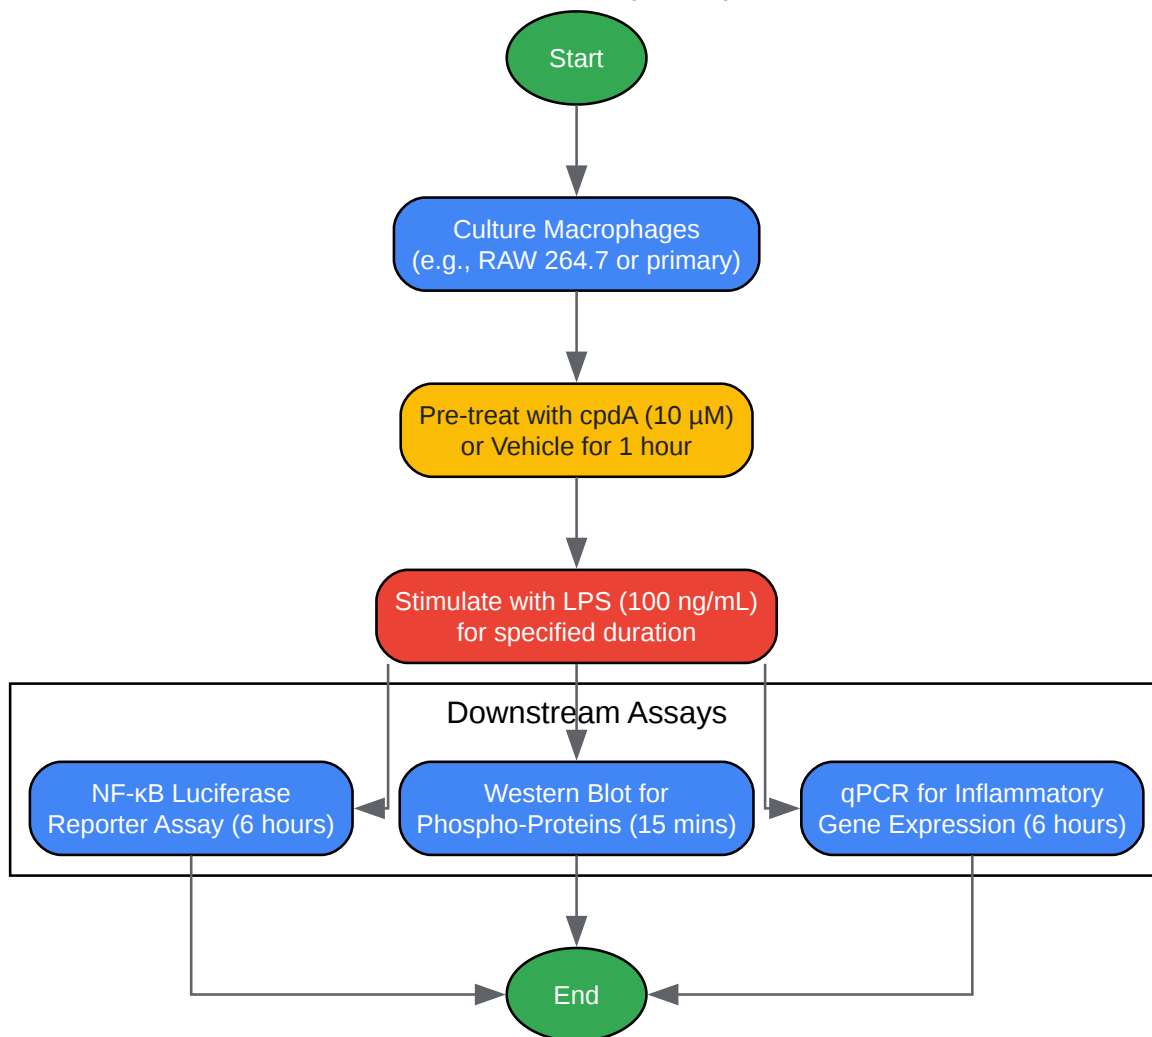 Start
Culture Macrophages
(e.g., RAW 264.7 or primary)
Pre-treat with cpdA (10 µM)
or Vehicle for 1 hour
Stimulate with LPS (100 ng/mL)
for specified duration
Downstream Assays
NF-κB Luciferase
Reporter Assay (6 hours)
Western Blot for
Phospho-Proteins (15 mins)
qPCR for Inflammatory
Gene Expression (6 hours)
End